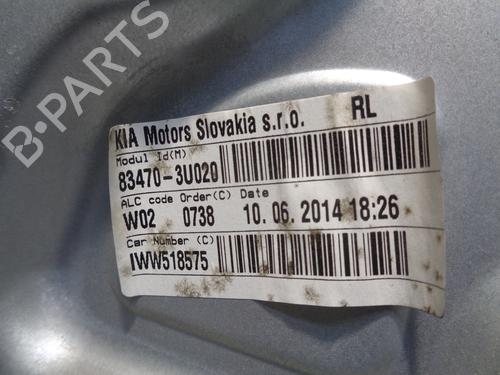 B-PARTS
KIA Motors Slovakia s.r.o. RL
Modul Id(M)
83470-3U020
ALC code Order(C) Date
W02 0738 10.06.2014 18:26
Car Number (C)
IWW518575